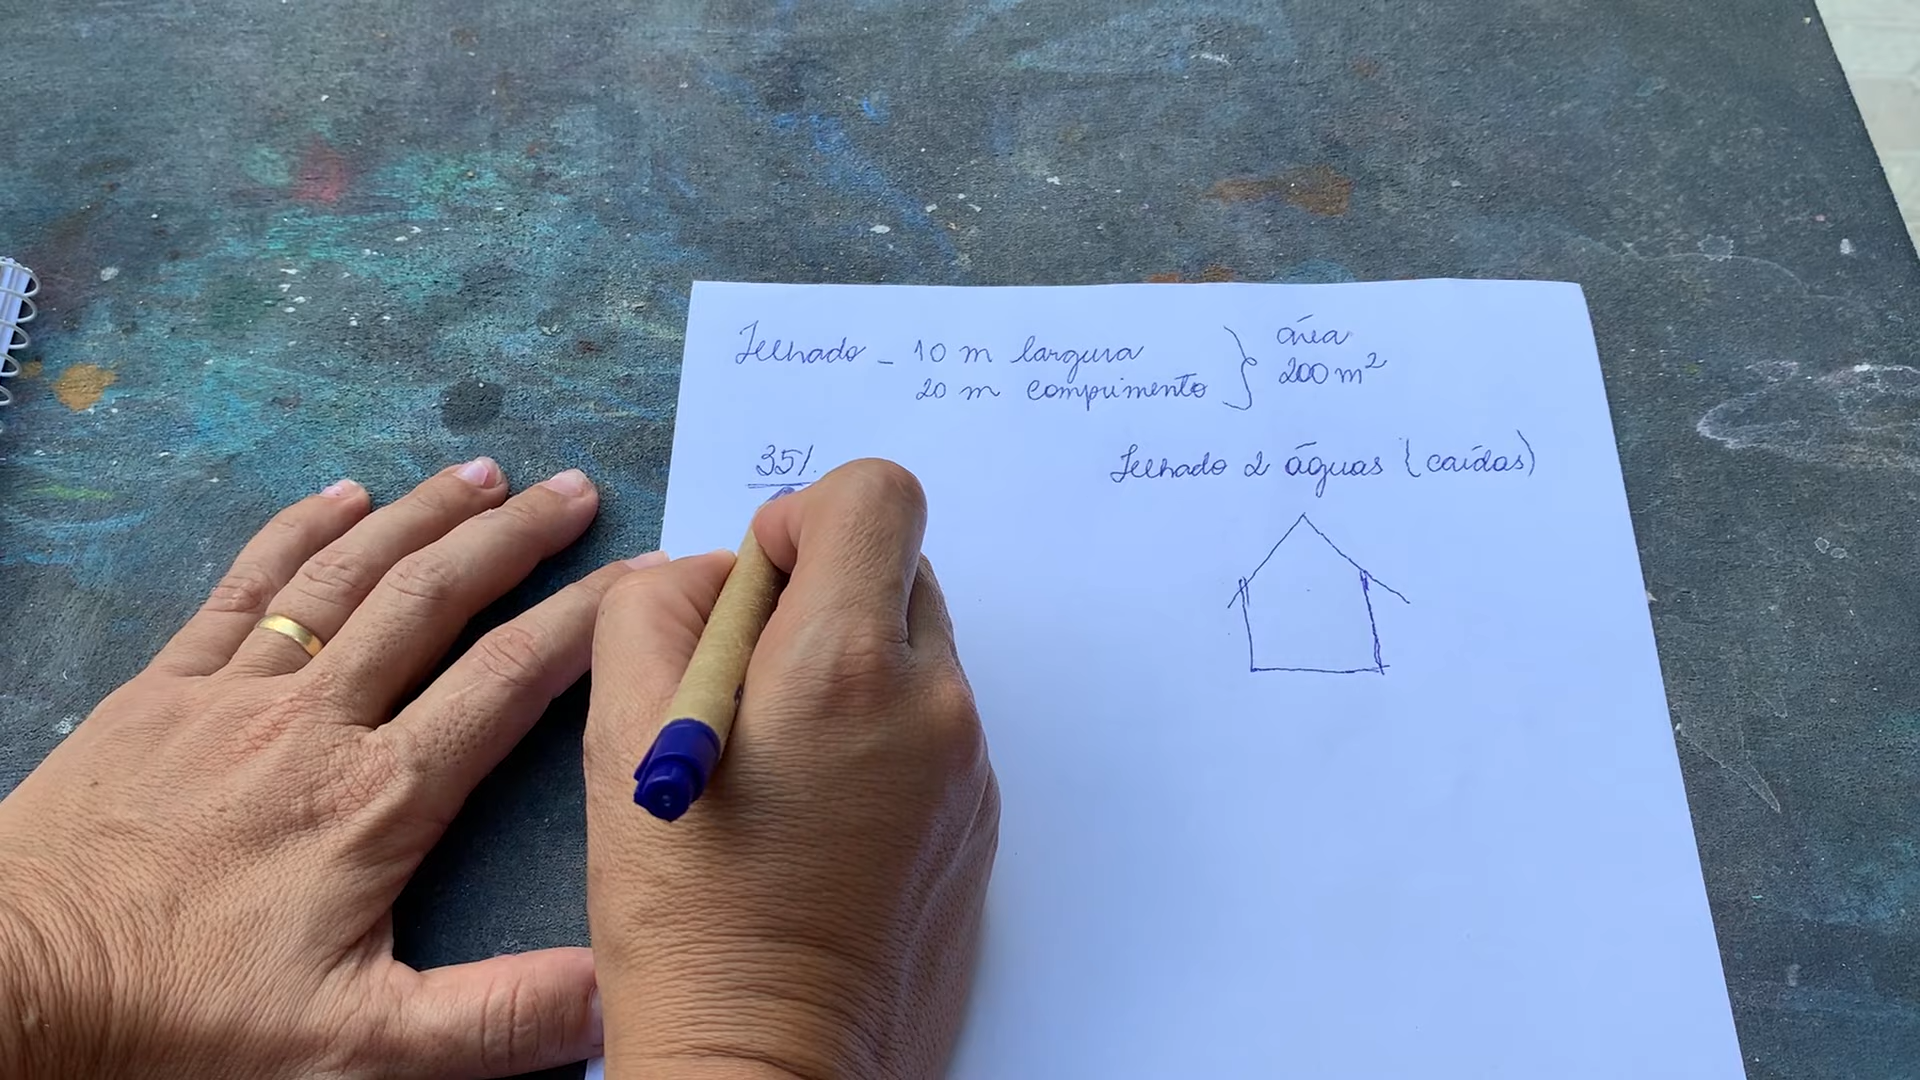 Telhado - 10 m largura
20 m comprimento
área
200 m²
35%
Telhado 2 águas (caídas)